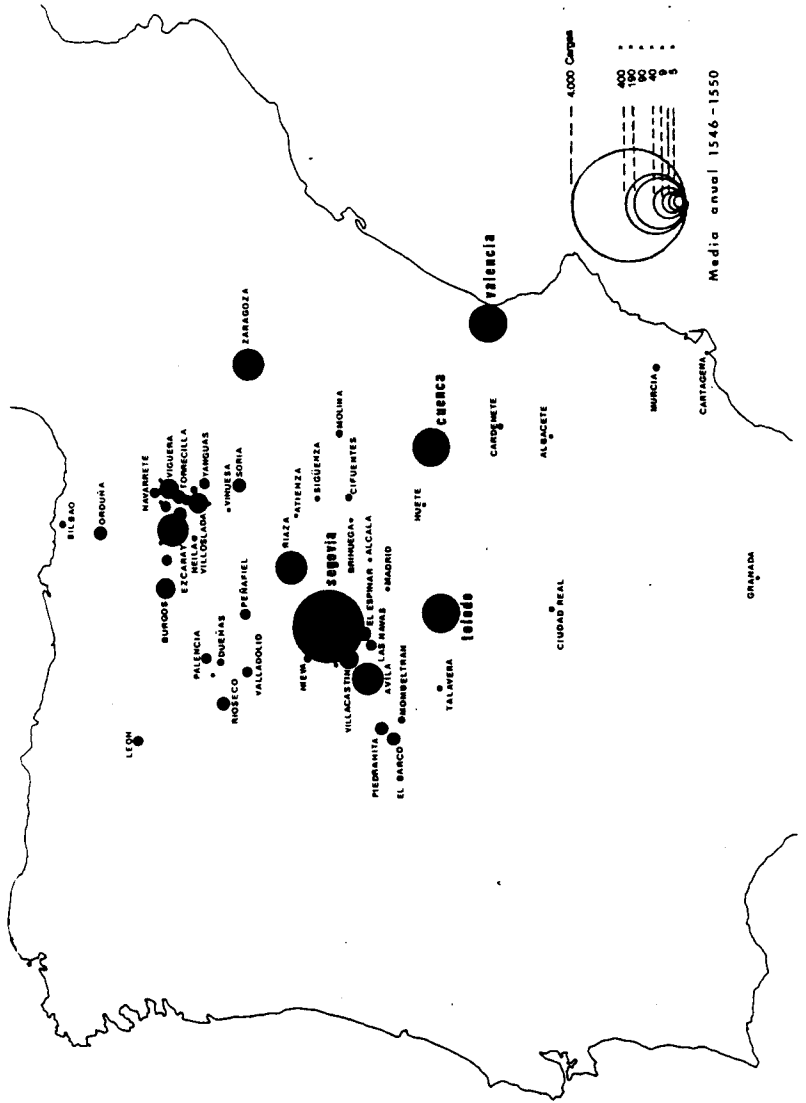 BILBAO
ORDUÑA
NAVARRETE
VIGUERA
TORRECILLA
YANGUAS
EZCARAY
NEILA
VILLOSLADA
VINUESA
SORIA
BURGOS
LEON
PALENCIA
DUEÑAS
PEÑAFIEL
RIOSECO
VALLADOLID
ZARAGOZA
RIAZA
ATIENZA
SIGÜENZA
MOLINA
CIFUENTES
segovia
BRIHUEGA
ALCALA
MADRID
NIEVA
EL ESPINAR
LAS NAVAS
VILLACASTIN
AVILA
MOMBELTRAN
PIEDRAHITA
EL BARCO
TALAVERA
toledo
HUETE
cuenca
CARDENETE
valencia
ALBACETE
CIUDAD REAL
MURCIA
CARTAGENA
GRANADA
4.000 Cargas
400 »
190 »
90 »
40 »
9 »
5 »
Media anual 1546-1550